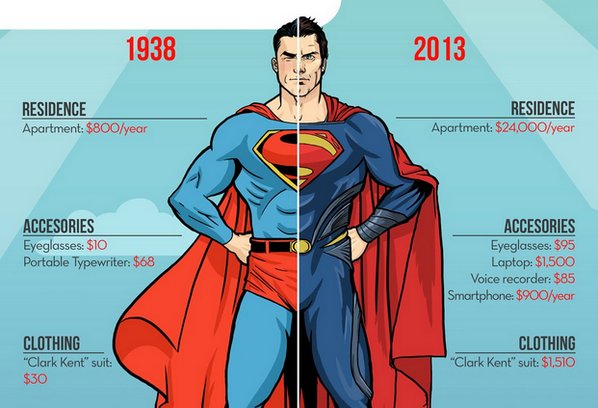 1938
RESIDENCE
Apartment: $800/year
ACCESORIES
Eyeglasses: $10
Portable Typewriter: $68
CLOTHING
“Clark Kent” suit:
$30
2013
RESIDENCE
Apartment: $24,000/year
ACCESORIES
Eyeglasses: $95
Laptop: $1,500
Voice recorder: $85
Smartphone: $900/year
CLOTHING
“Clark Kent” suit: $1,510